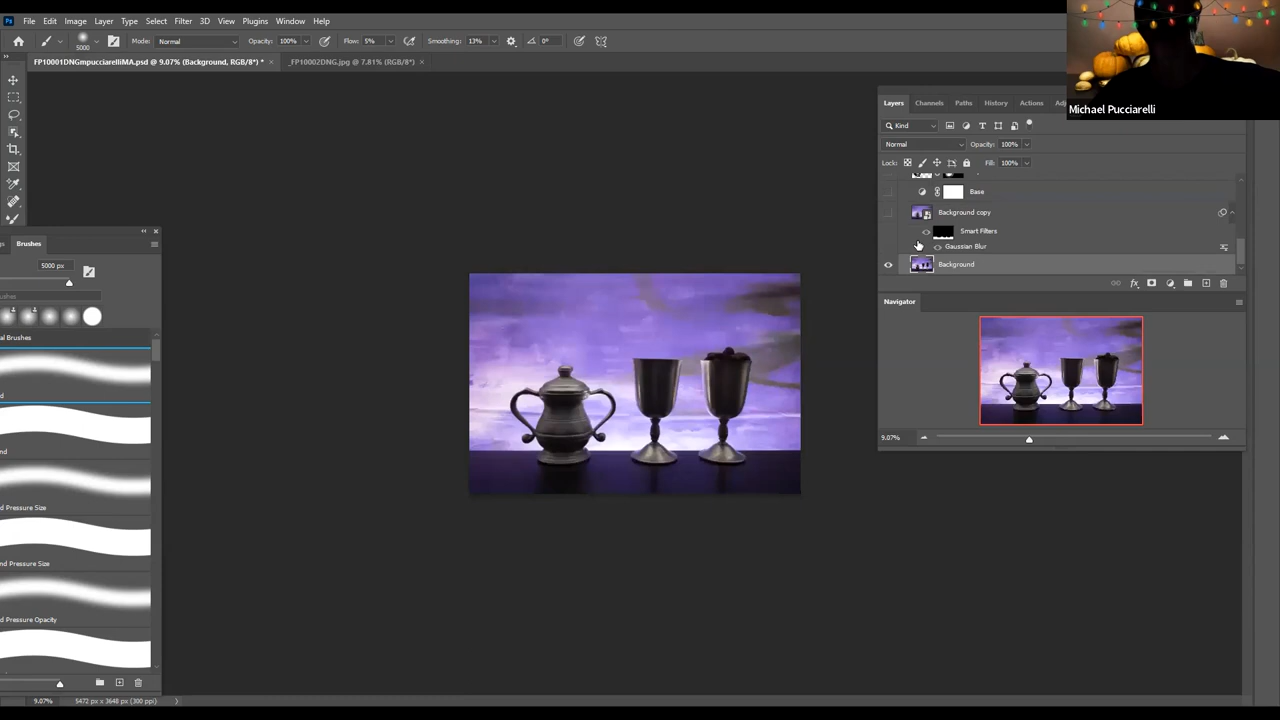 Ps File Edit Image Layer Type Select Filter 3D View Plugins Window Help
5000 Mode: Normal Opacity: 100% Flow: 5% Smoothing: 13% 0°
FP10001DNGmpucciarelliMA.psd @ 9.07% (Background, RGB/8*) * × _FP10002DNG.jpg @ 7.81% (RGB/8*) ×
Michael Pucciarelli
Layers Channels Paths History Actions
Kind
Normal Opacity: 100%
Lock: Fill: 100%
Base
Background copy
Smart Filters
Gaussian Blur
Background
Navigator
9.07%
Brushes
5000 px
nd Pressure Size
nd Pressure Size
d Pressure Size
d Pressure Opacity
9.07% 5472 px x 3648 px (300 ppi)